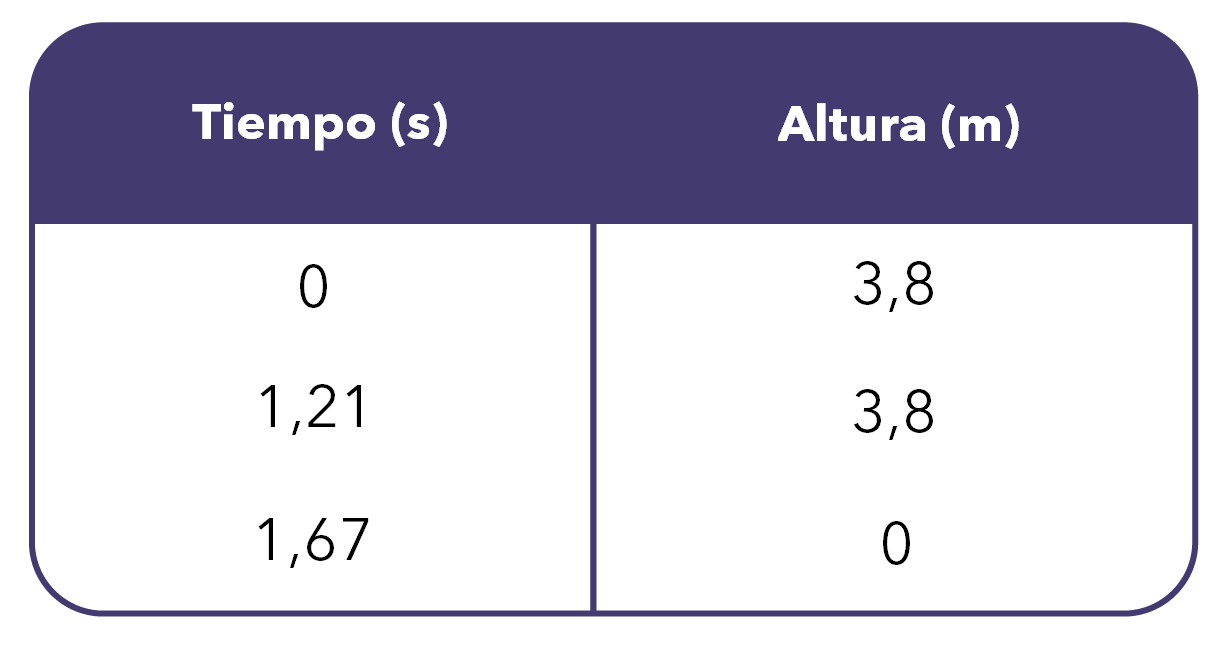 Tiempo (s) Altura (m)
0 3,8
1,21 3,8
1,67 0